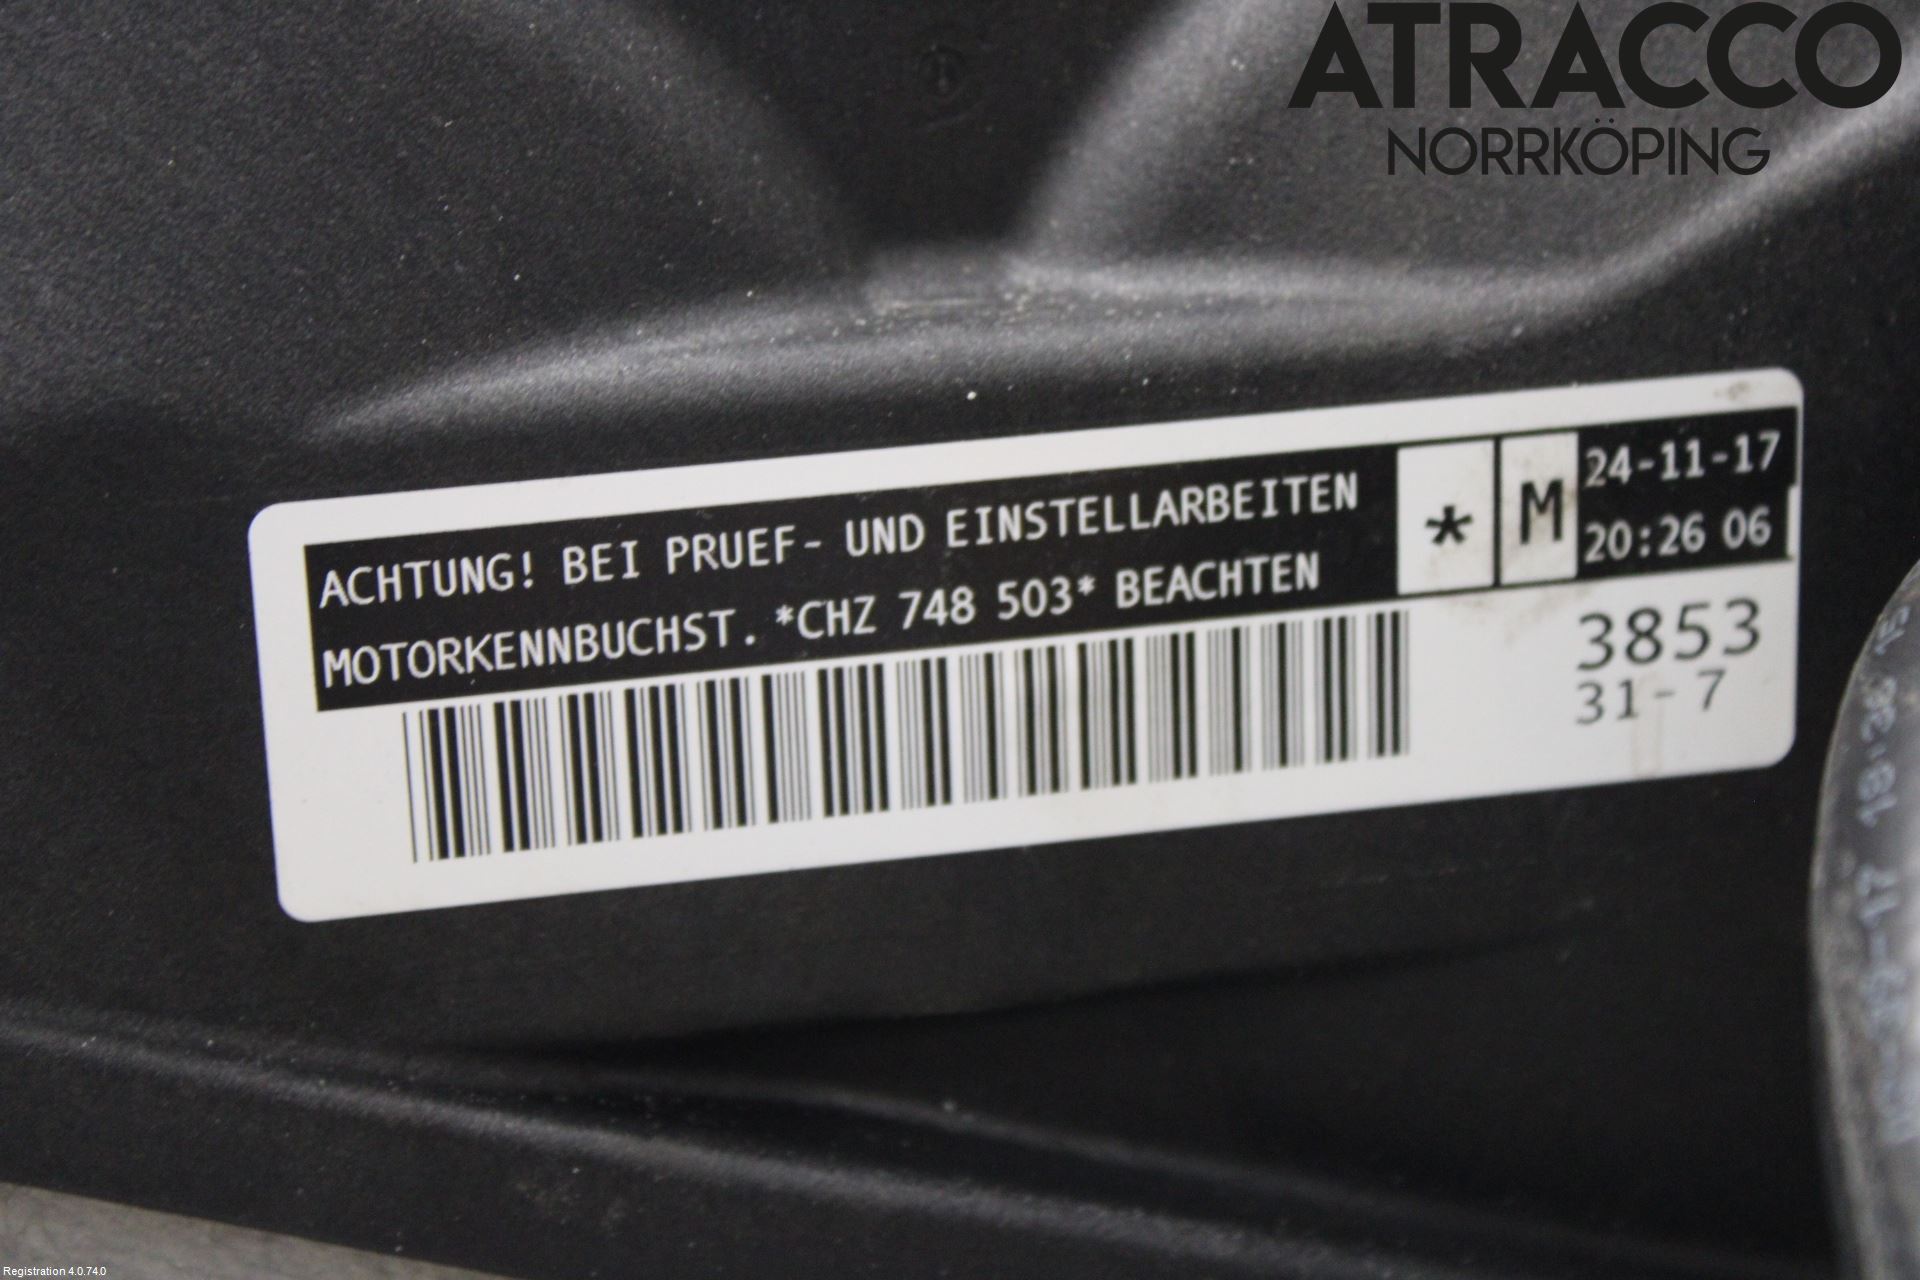 ATRACCO
NORRKÖPING
ACHTUNG! BEI PRUEF- UND EINSTELLARBEITEN
MOTORKENNBUCHST. *CHZ 748 503* BEACHTEN
* M
24-11-17
20:26 06
3853
31-7
Registration 4.0.74.0